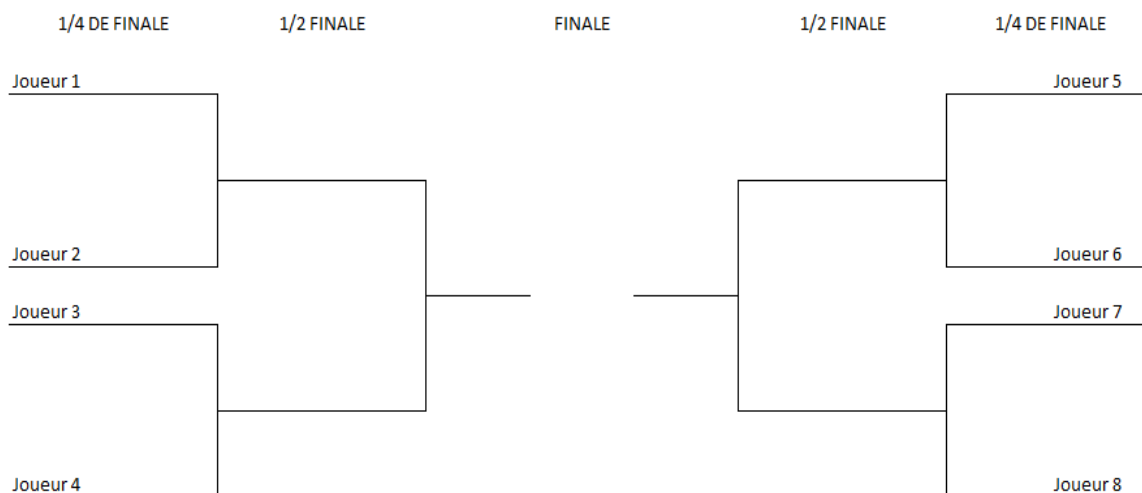 1/4 DE FINALE 1/2 FINALE FINALE 1/2 FINALE 1/4 DE FINALE
Joueur 1 Joueur 5
Joueur 2 Joueur 6
Joueur 3 Joueur 7
Joueur 4 Joueur 8